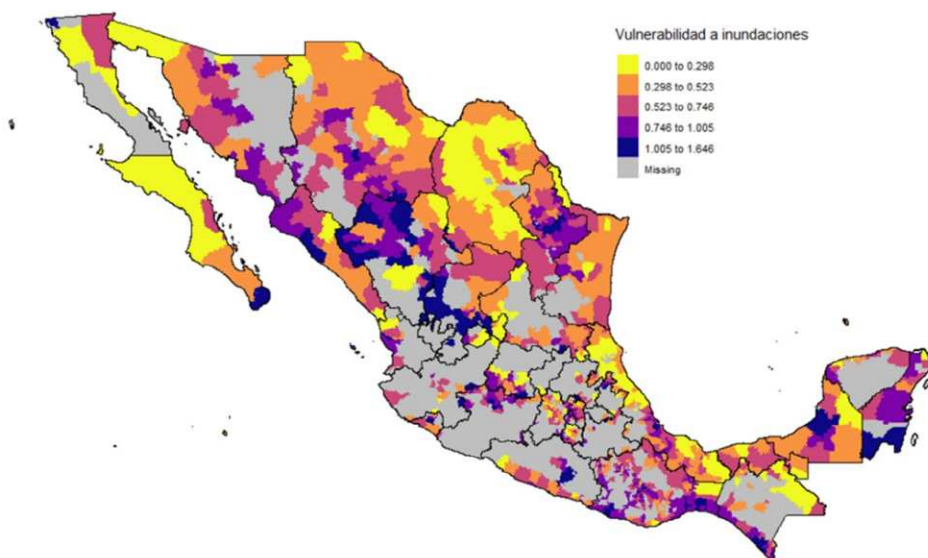 Vulnerabilidad a inundaciones
0.000 to 0.298
0.298 to 0.523
0.523 to 0.746
0.746 to 1.005
1.005 to 1.646
Missing